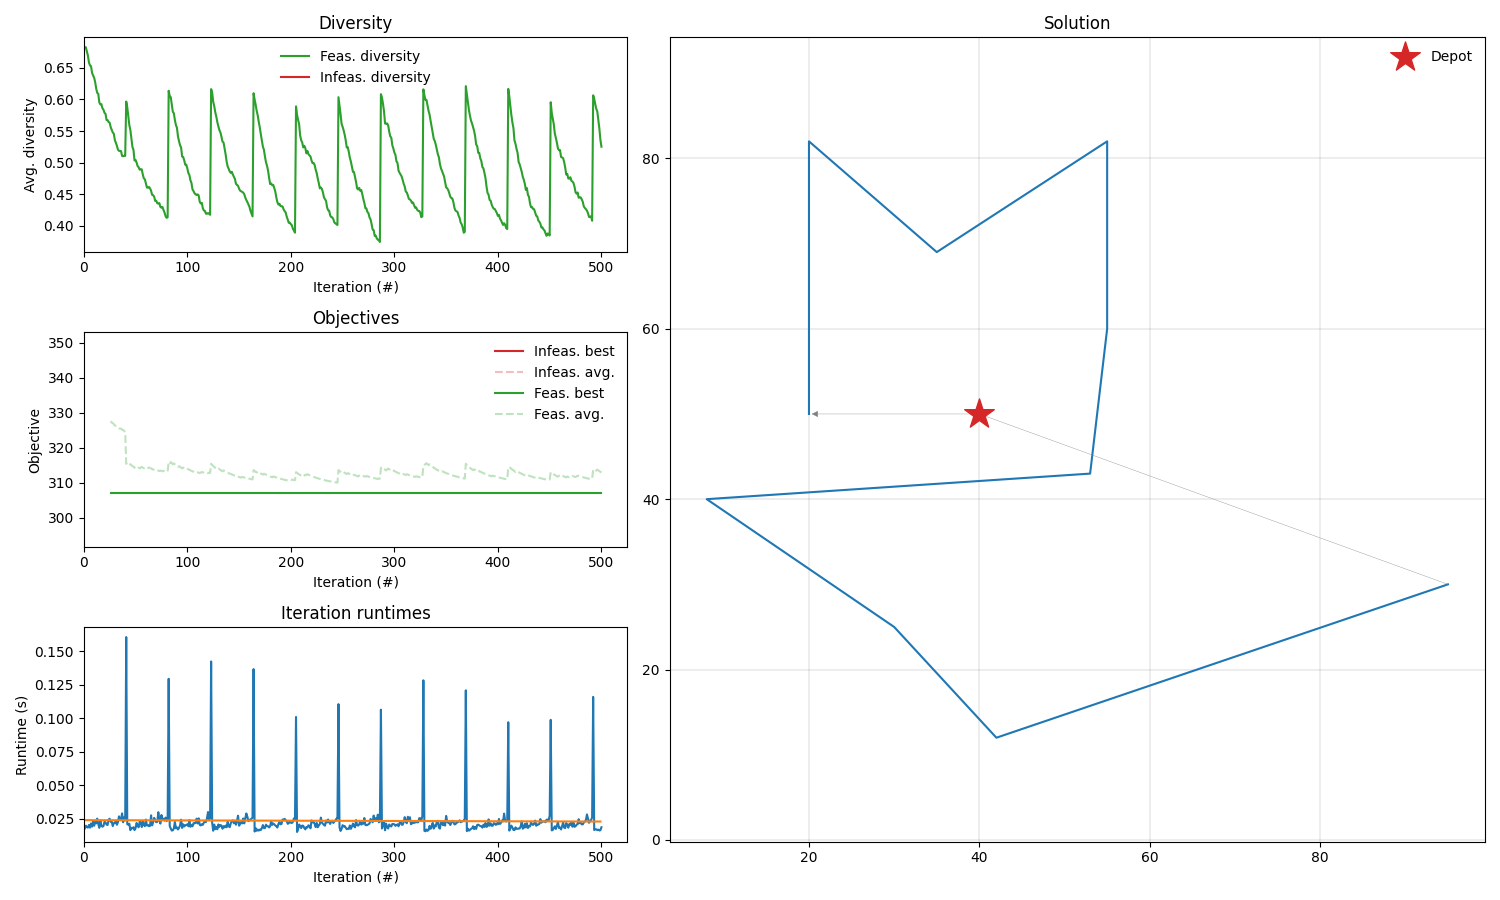 Diversity
Feas. diversity
Infeas. diversity
Avg. diversity
0.65
0.60
0.55
0.50
0.45
0.40
0 100 200 300 400 500
Iteration (#)
Objectives
Infeas. best
Infeas. avg.
Feas. best
Feas. avg.
Objective
350
340
330
320
310
300
0 100 200 300 400 500
Iteration (#)
Iteration runtimes
Runtime (s)
0.150
0.125
0.100
0.075
0.050
0.025
0 100 200 300 400 500
Iteration (#)
Solution
Depot
80
60
40
20
0
20 40 60 80